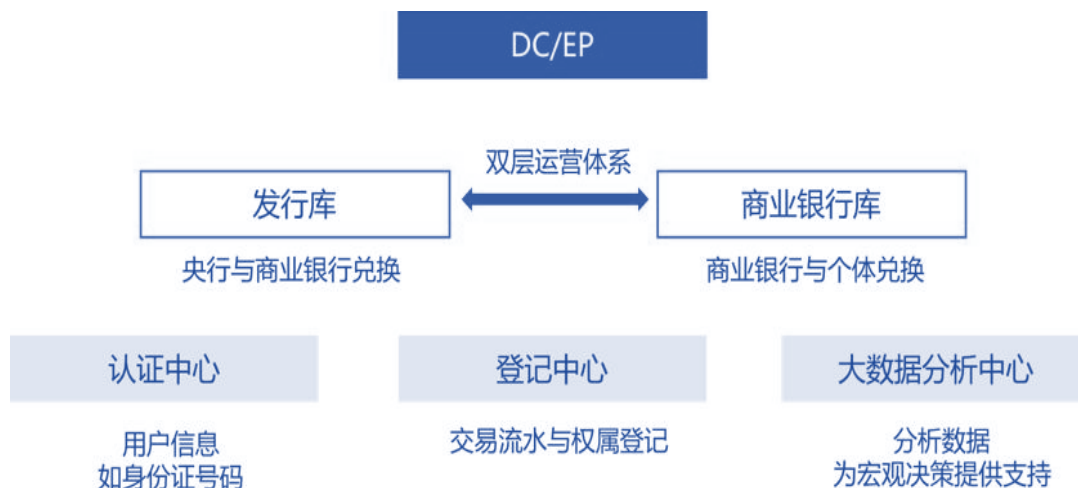 DC/EP
双层运营体系
发行库
商业银行库
央行与商业银行兑换
商业银行与个体兑换
认证中心
登记中心
大数据分析中心
用户信息
如身份证号码
交易流水与权属登记
分析数据
为宏观决策提供支持